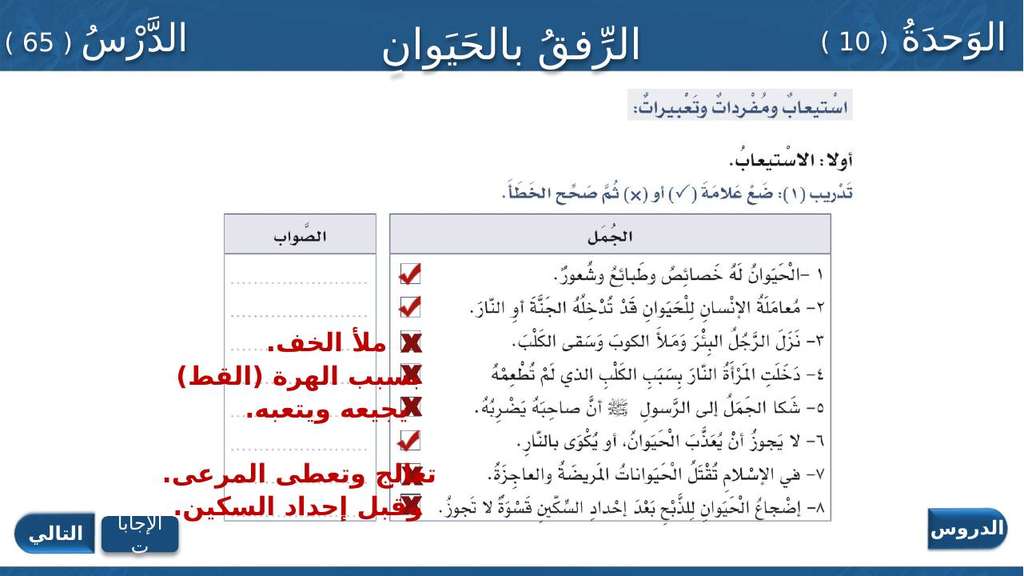 الوَحدَةُ ( 10 )
الرِّفقُ بالحَيَوانِ
الدَّرْسُ ( 65 )
اسْتيعابٌ ومُفْرداتٌ وتَعْبيراتٌ:
أولا: الاسْتيعابُ.
تَدْريب (١): ضَعْ عَلامَةَ (✓) أو (×) ثُمَّ صَحِّح الخَطَأَ.
الجُمَل
الصَّواب
١ -الْحَيَوانُ لَهُ خَصائِصُ وطَبائِعُ وشُعورٌ.
٢- مُعامَلَةُ الإنْسانِ لِلْحَيَوانِ قَدْ تُدْخِلُهُ الجَنَّةَ أوِ النّارَ.
٣- نَزَلَ الرَّجُلُ البِئْرَ وَمَلأَ الكوبَ وَسَقى الكَلْبَ.
ملأ الخف.
٤- دَخَلَتِ المَرْأَةُ النّارَ بِسَبَبِ الكَلْبِ الذي لَمْ تُطْعِمْهُ
بسبب الهرة (القط)
٥- شَكا الجَمَلُ إلى الرَّسولِ ﷺ أنَّ صاحِبَهُ يَضْرِبُهُ.
يجيعه ويتعبه.
٦- لا يَجوزُ أنْ يُعَذَّبَ الْحَيَوانُ، أو يُكْوَى بالنّارِ.
٧- في الإسْلامِ تُقْتَلُ الْحَيَواناتُ المَريضَةُ والعاجِزَةُ.
تعالج وتعطى المرعى.
٨- إضْجاعُ الْحَيَوانِ لِلذَّبْحِ بَعْدَ إحْدادِ السِّكّينِ قَسْوَةٌ لا تَجوزُ.
وقبل إحداد السكين.
الدروس
الإجابات
التالي